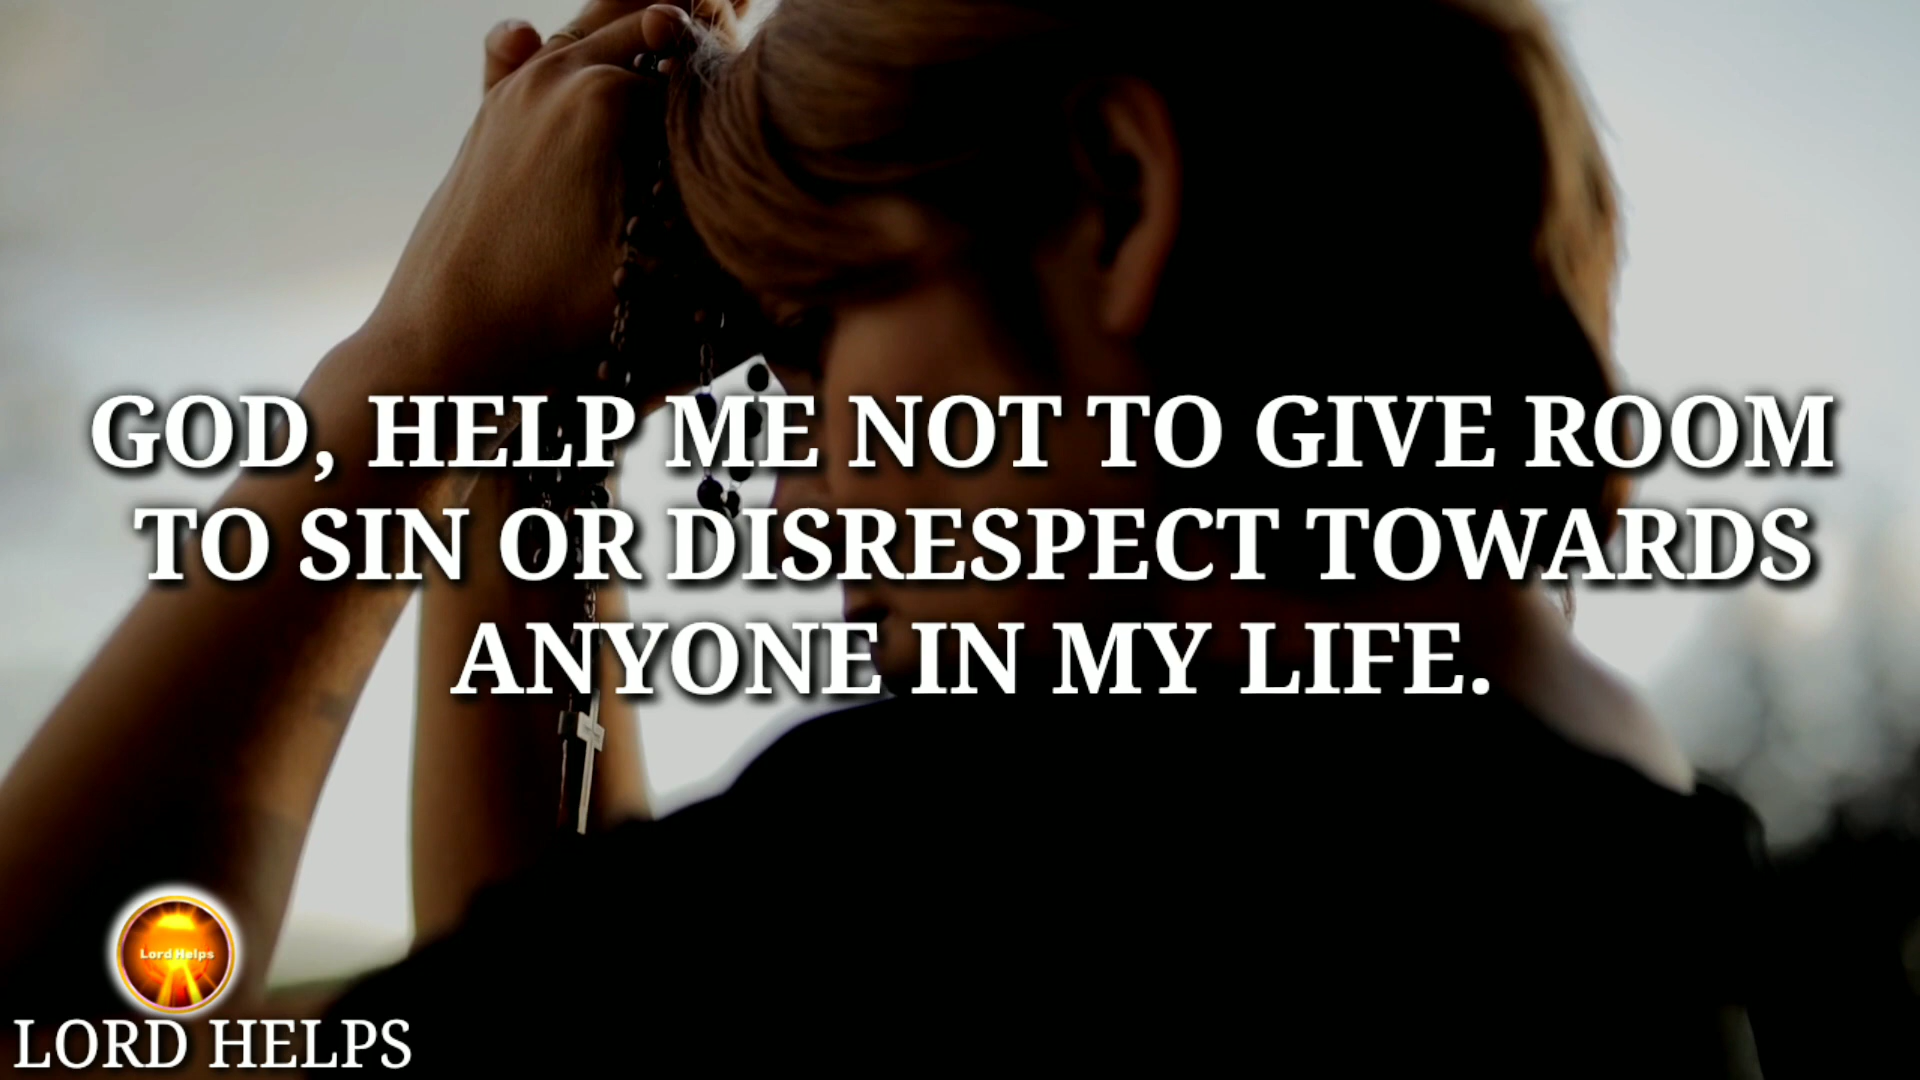 GOD, HELP ME NOT TO GIVE ROOM
TO SIN OR DISRESPECT TOWARDS
ANYONE IN MY LIFE.
Lord Helps
LORD HELPS